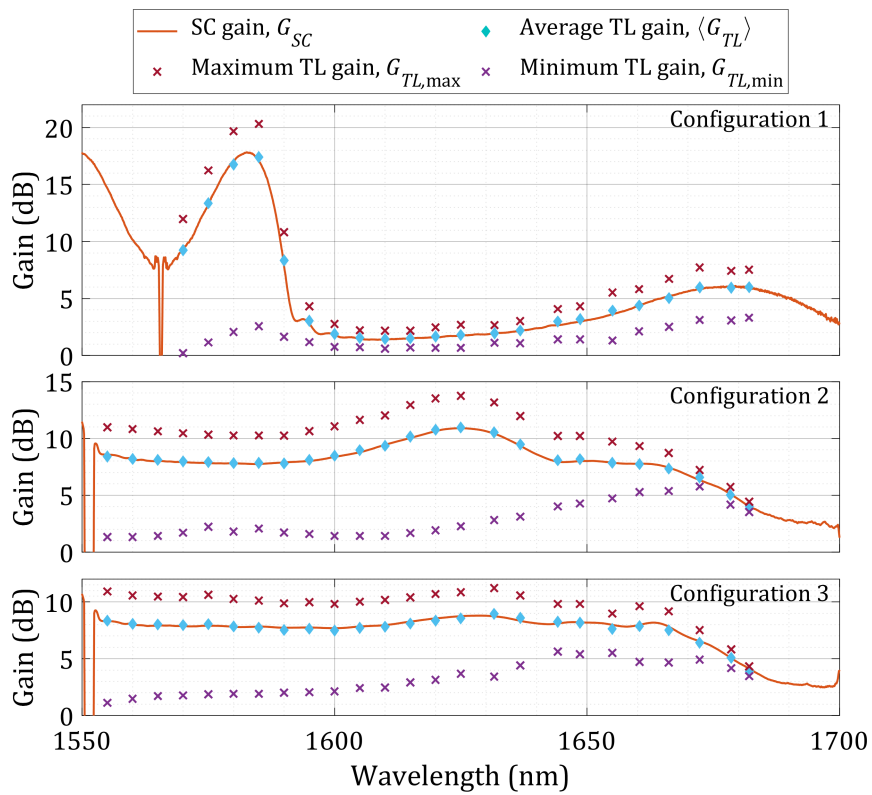 SC gain, G_SC
Average TL gain, ⟨G_TL⟩
Maximum TL gain, G_TL,max
Minimum TL gain, G_TL,min
Configuration 1
20
15
10
5
0
Gain (dB)
Configuration 2
15
10
5
0
Gain (dB)
Configuration 3
10
5
0
Gain (dB)
1550
1600
1650
1700
Wavelength (nm)